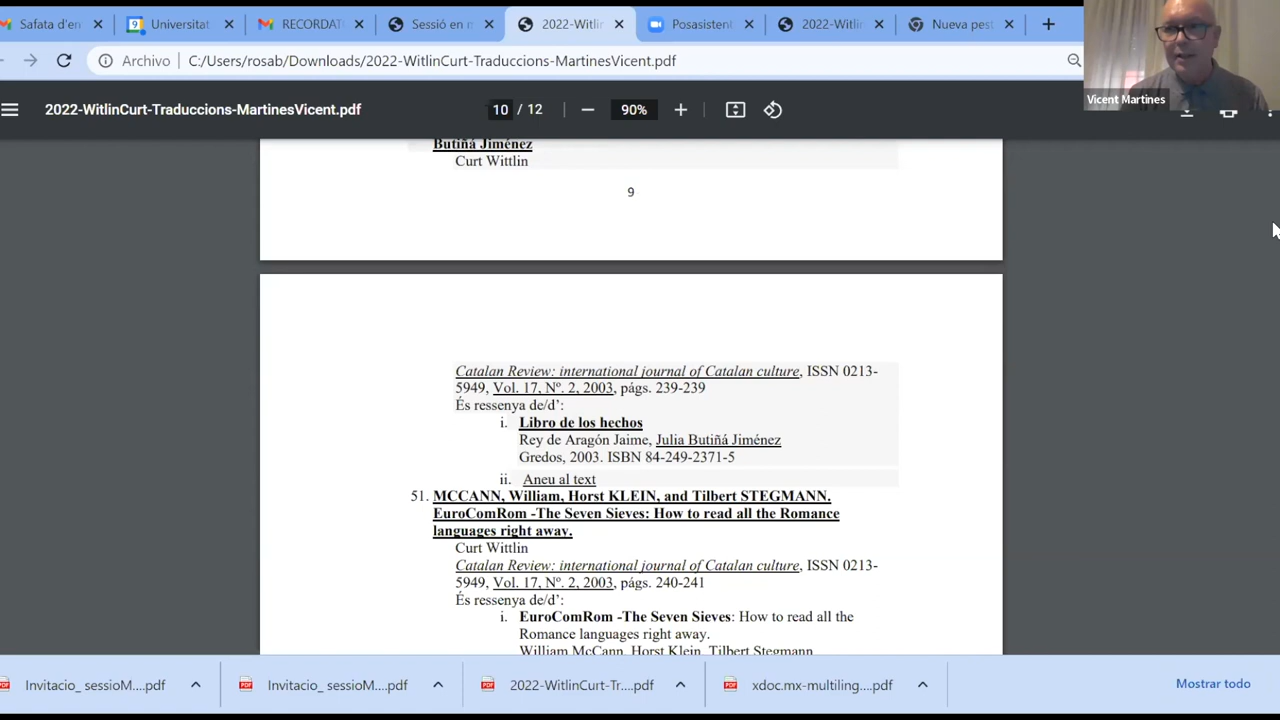 Safata d'en
Universitat
RECORDAT
Sessió en m
2022-Witlin
Posasistent
2022-Witlin
Nueva pest
Archivo
C:/Users/rosab/Downloads/2022-WitlinCurt-Traduccions-MartinesVicent.pdf
Vicent Martines
2022-WitlinCurt-Traduccions-MartinesVicent.pdf
10 / 12
90%
Butiñá Jiménez
Curt Wittlin
9
Catalan Review: international journal of Catalan culture, ISSN 0213-
5949, Vol. 17, Nº. 2, 2003, págs. 239-239
És ressenya de/d':
i. Libro de los hechos
Rey de Aragón Jaime, Julia Butiñá Jiménez
Gredos, 2003. ISBN 84-249-2371-5
ii. Aneu al text
51. MCCANN, William, Horst KLEIN, and Tilbert STEGMANN.
EuroComRom -The Seven Sieves: How to read all the Romance
languages right away.
Curt Wittlin
Catalan Review: international journal of Catalan culture, ISSN 0213-
5949, Vol. 17, Nº. 2, 2003, págs. 240-241
És ressenya de/d':
i. EuroComRom -The Seven Sieves: How to read all the
Romance languages right away.
William McCann, Horst Klein, Tilbert Stegmann
Invitacio_ sessioM....pdf
Invitacio_ sessioM....pdf
2022-WitlinCurt-Tr....pdf
xdoc.mx-multiling....pdf
Mostrar todo